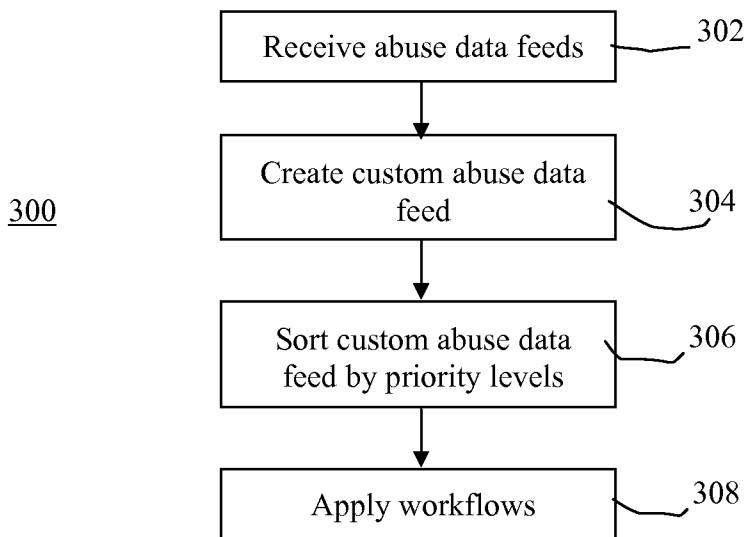 Receive abuse data feeds
302
Create custom abuse data
feed
304
300
Sort custom abuse data
feed by priority levels
306
Apply workflows
308